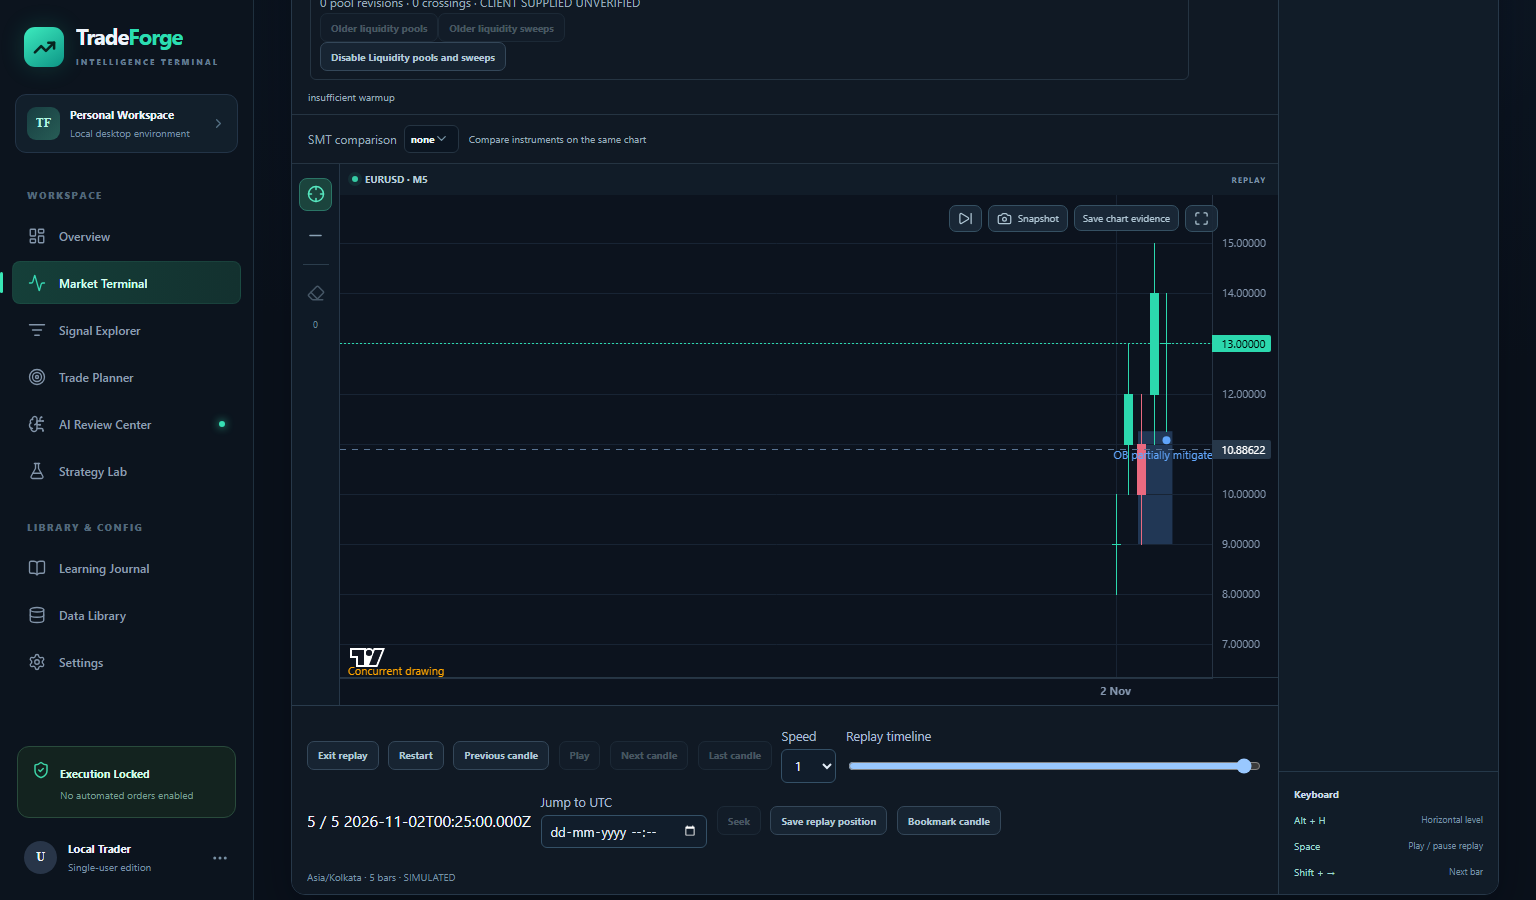 TradeForge
INTELLIGENCE TERMINAL
TF
Personal Workspace
Local desktop environment
WORKSPACE
Overview
Market Terminal
Signal Explorer
Trade Planner
AI Review Center
Strategy Lab
LIBRARY & CONFIG
Learning Journal
Data Library
Settings
Execution Locked
No automated orders enabled
U
Local Trader
Single-user edition
0 pool revisions · 0 crossings · CLIENT SUPPLIED UNVERIFIED
Older liquidity pools
Older liquidity sweeps
Disable Liquidity pools and sweeps
insufficient warmup
SMT comparison
none
Compare instruments on the same chart
EURUSD · M5
REPLAY
0
Snapshot
Save chart evidence
15.00000
14.00000
13.00000
12.00000
10.88622
10.00000
9.00000
8.00000
7.00000
OB partially mitigate
Concurrent drawing
2 Nov
Exit replay
Restart
Previous candle
Play
Next candle
Last candle
Speed
1
Replay timeline
5 / 5 2026-11-02T00:25:00.000Z
Jump to UTC
dd-mm-yyyy --:--
Seek
Save replay position
Bookmark candle
Asia/Kolkata · 5 bars · SIMULATED
Keyboard
Alt + H
Horizontal level
Space
Play / pause replay
Shift + →
Next bar